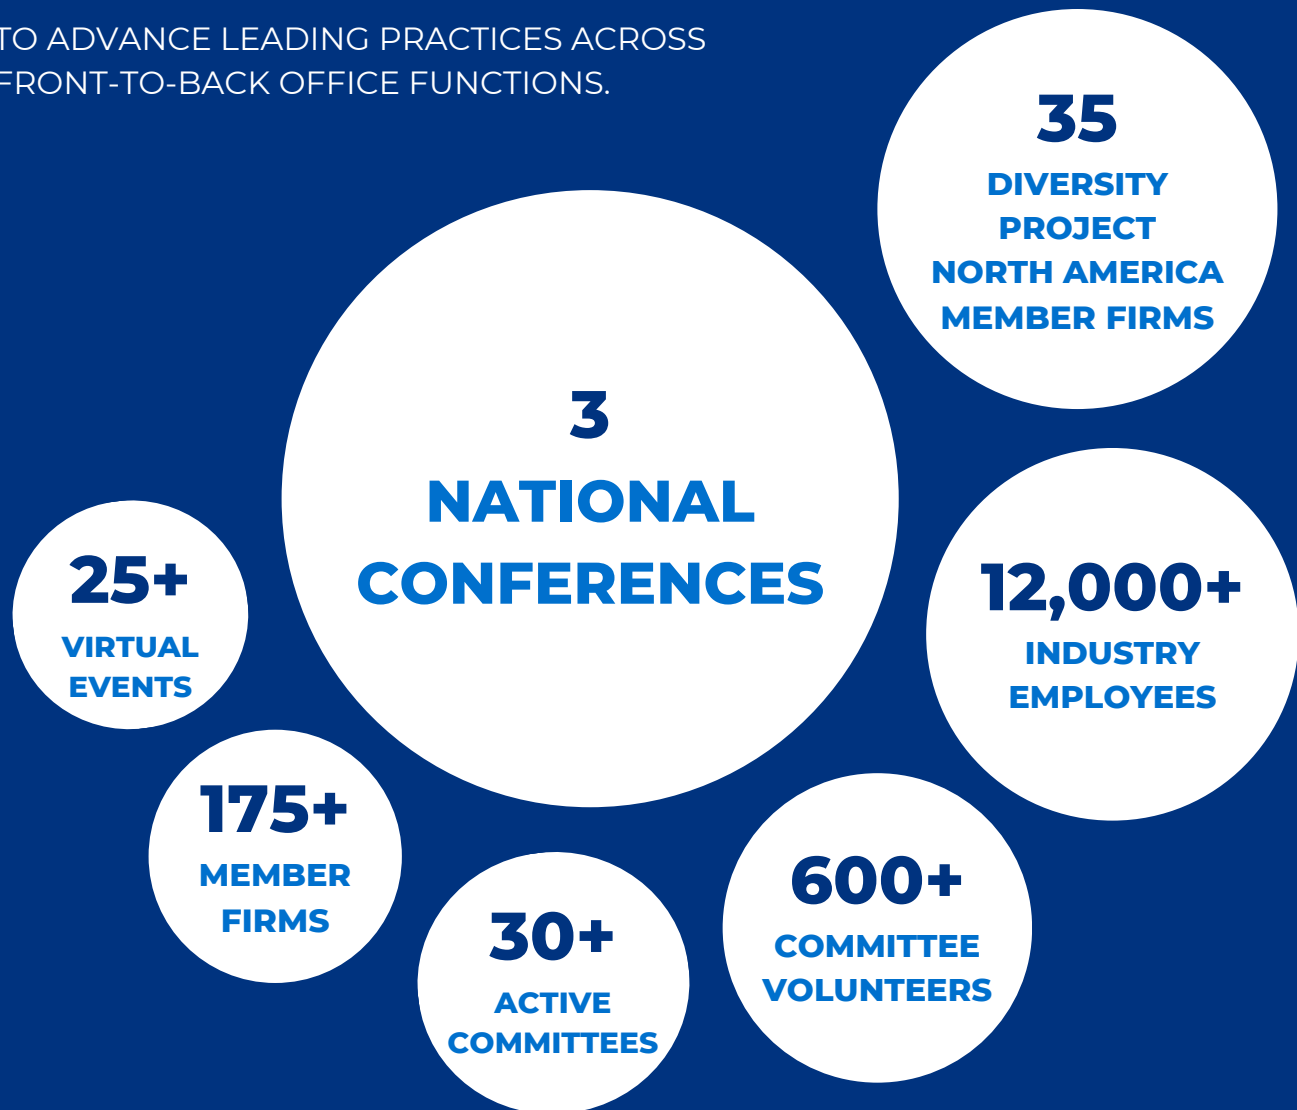 TO ADVANCE LEADING PRACTICES ACROSS
FRONT-TO-BACK OFFICE FUNCTIONS.
35
DIVERSITY
PROJECT
NORTH AMERICA
MEMBER FIRMS
3
NATIONAL
CONFERENCES
25+
VIRTUAL
EVENTS
12,000+
INDUSTRY
EMPLOYEES
175+
MEMBER
FIRMS
600+
COMMITTEE
VOLUNTEERS
30+
ACTIVE
COMMITTEES